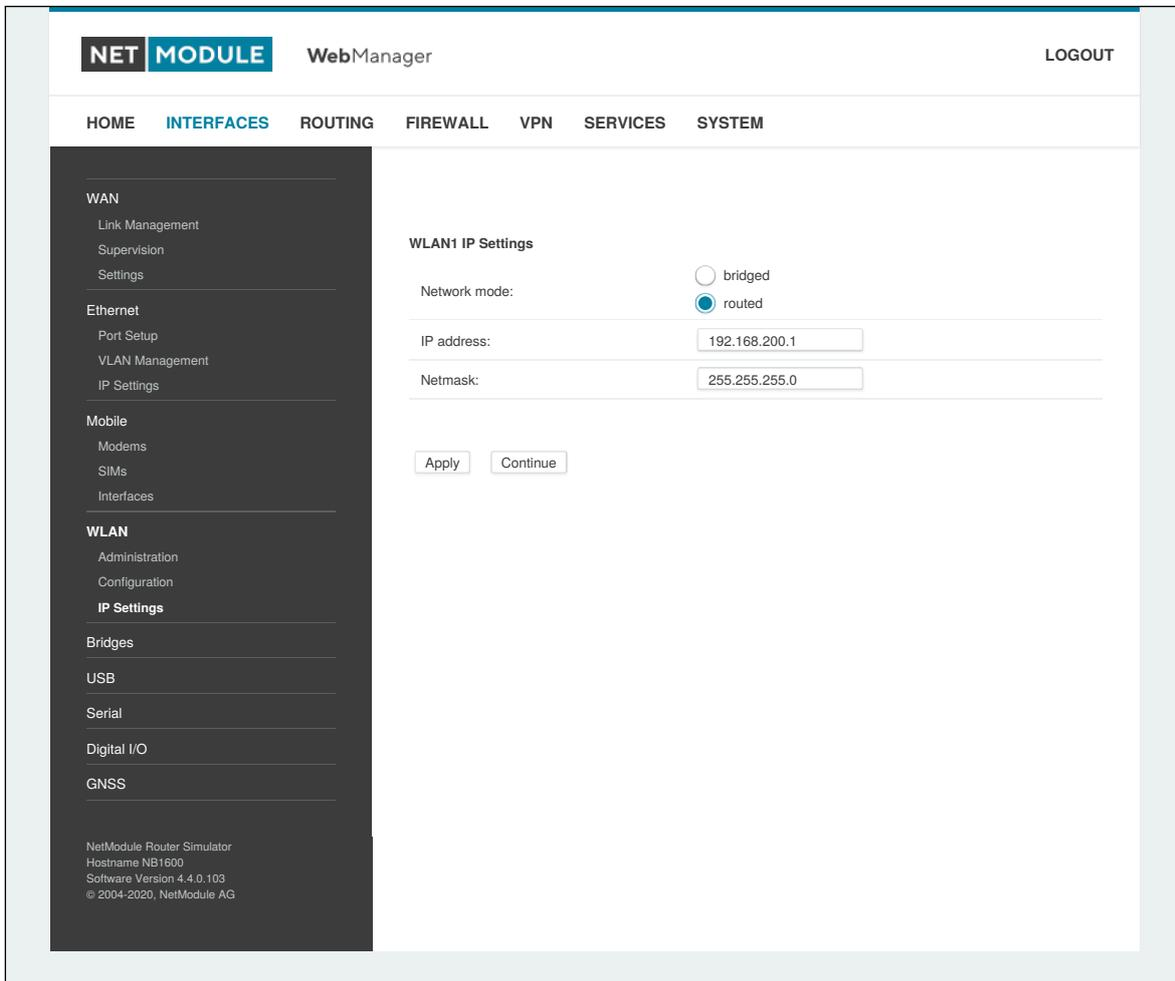 NET MODULE WebManager LOGOUT
HOME INTERFACES ROUTING FIREWALL VPN SERVICES SYSTEM
WAN
Link Management
Supervision
Settings
Ethernet
Port Setup
VLAN Management
IP Settings
Mobile
Modems
SIMs
Interfaces
WLAN
Administration
Configuration
IP Settings
Bridges
USB
Serial
Digital I/O
GNSS
NetModule Router Simulator
Hostname NB1600
Software Version 4.4.0.103
© 2004-2020, NetModule AG
WLAN1 IP Settings
Network mode:
bridged
routed
IP address: 192.168.200.1
Netmask: 255.255.255.0
Apply Continue